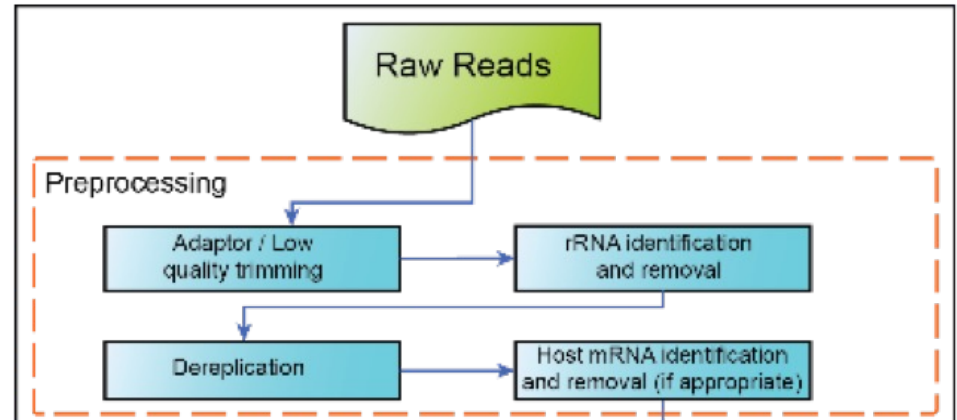 Raw Reads
Preprocessing
Adaptor / Low
quality trimming
rRNA identification
and removal
Dereplication
Host mRNA identification
and removal (if appropriate)